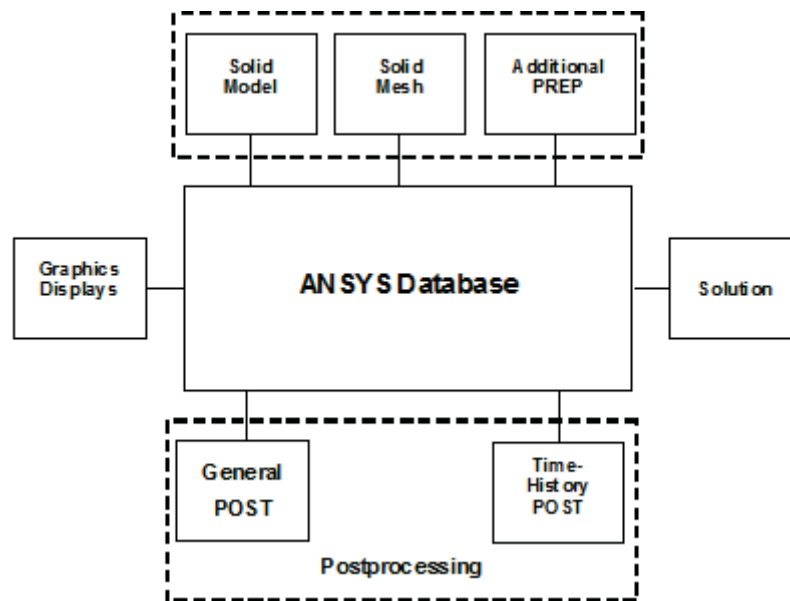 Solid
Model
Solid
Mesh
Additional
PREP
Graphics
Displays
ANSYS Database
Solution
General
POST
Time-
History
POST
Postprocessing